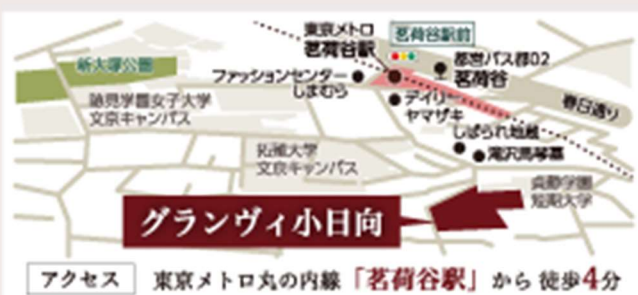 東京メトロ
茗荷谷駅
茗荷谷駅前
都営バス都02
茗荷谷
新大塚公園
ファッションセンター
しまむら
跡見学園女子大学
文京キャンパス
デイリー
ヤマザキ
春日通り
しばられ地蔵
滝沢馬琴墓
拓殖大学
文京キャンパス
貞静学園
短期大学
グランヴィ小日向
アクセス 東京メトロ丸の内線「茗荷谷駅」から 徒歩4分